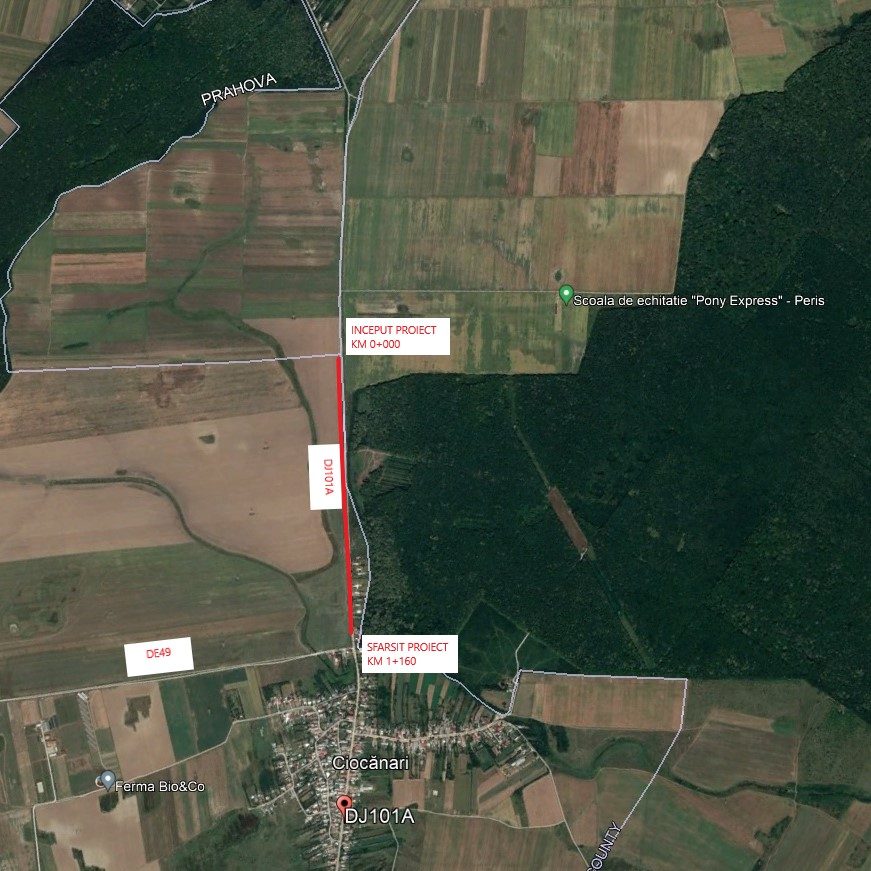 PRAHOVA
Scoala de echitatie "Pony Express" - Peris
INCEPUT PROIECT
KM 0+000
DJ101A
DE49
SFARSIT PROIECT
KM 1+160
Ciocănari
Ferma Bio&Co
DJ101A
COUNTY